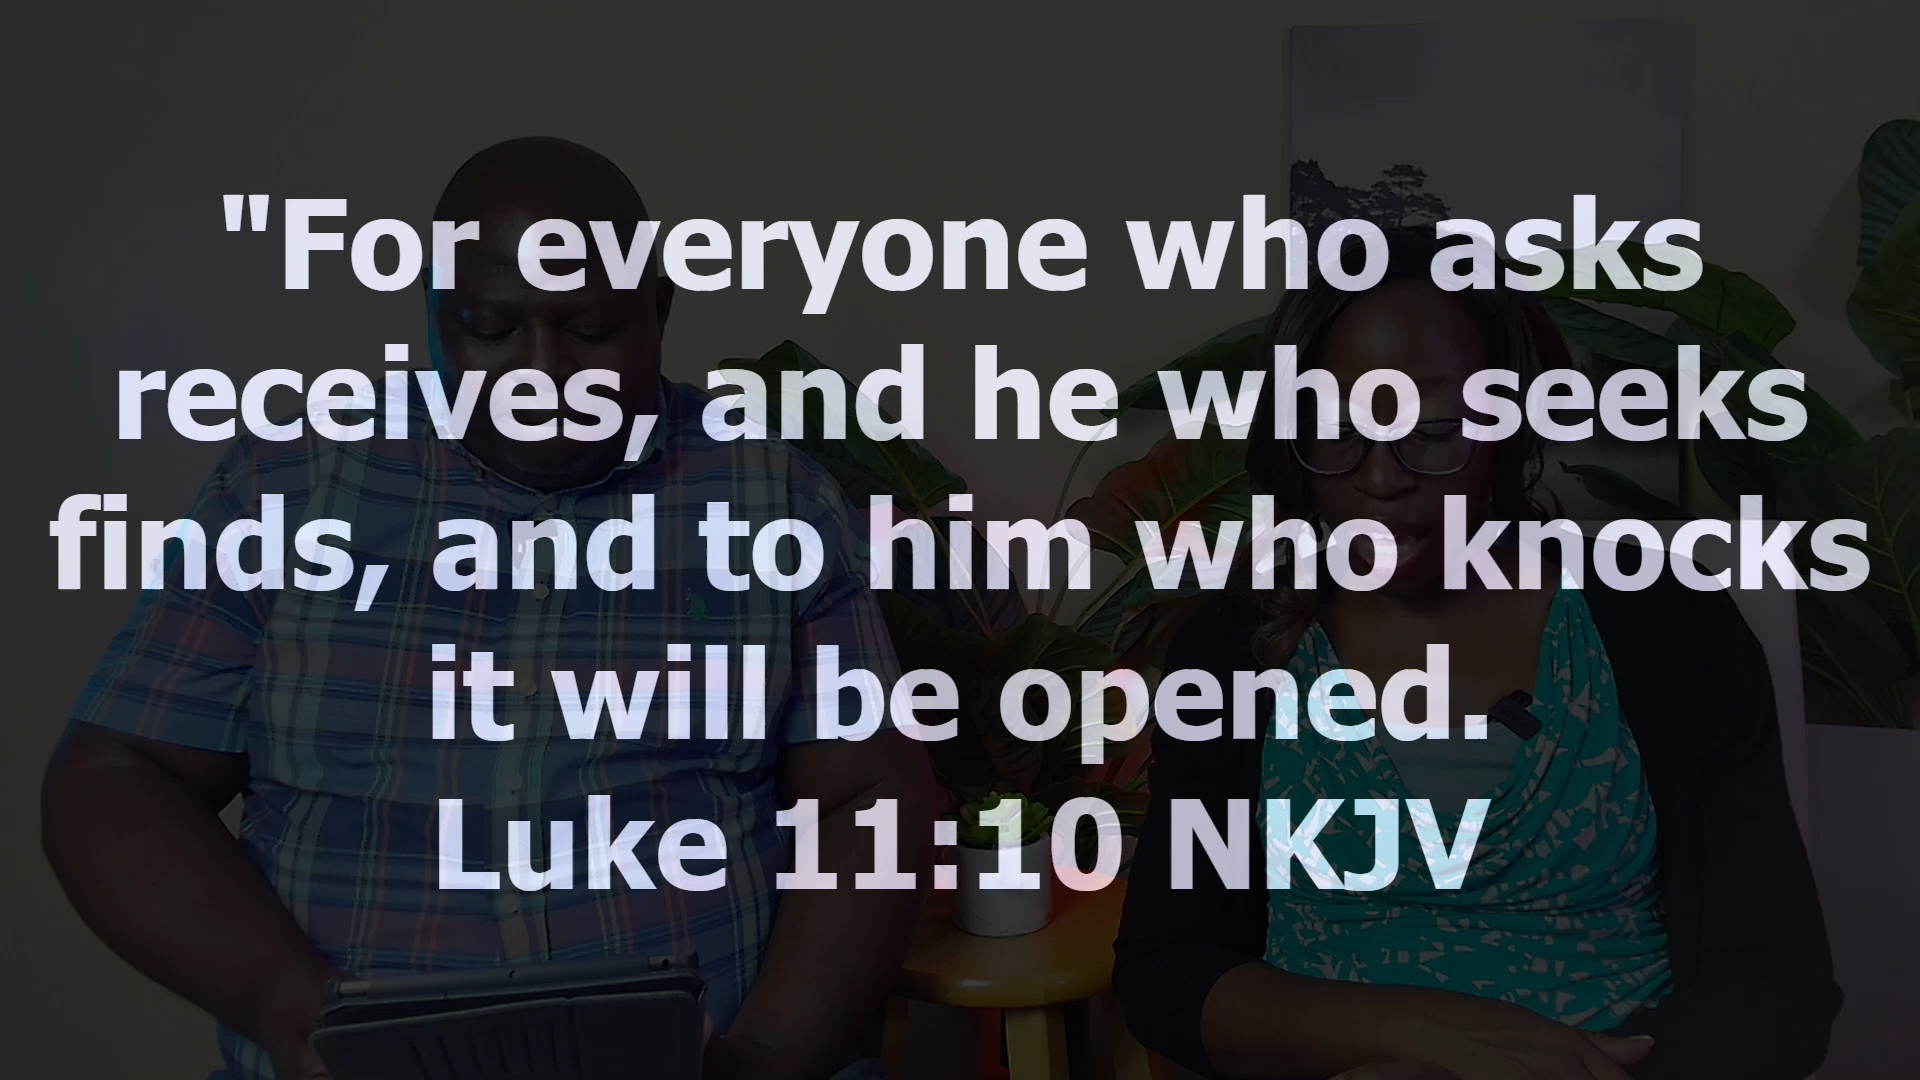 "For everyone who asks
receives, and he who seeks
finds, and to him who knocks
it will be opened.
Luke 11:10 NKJV